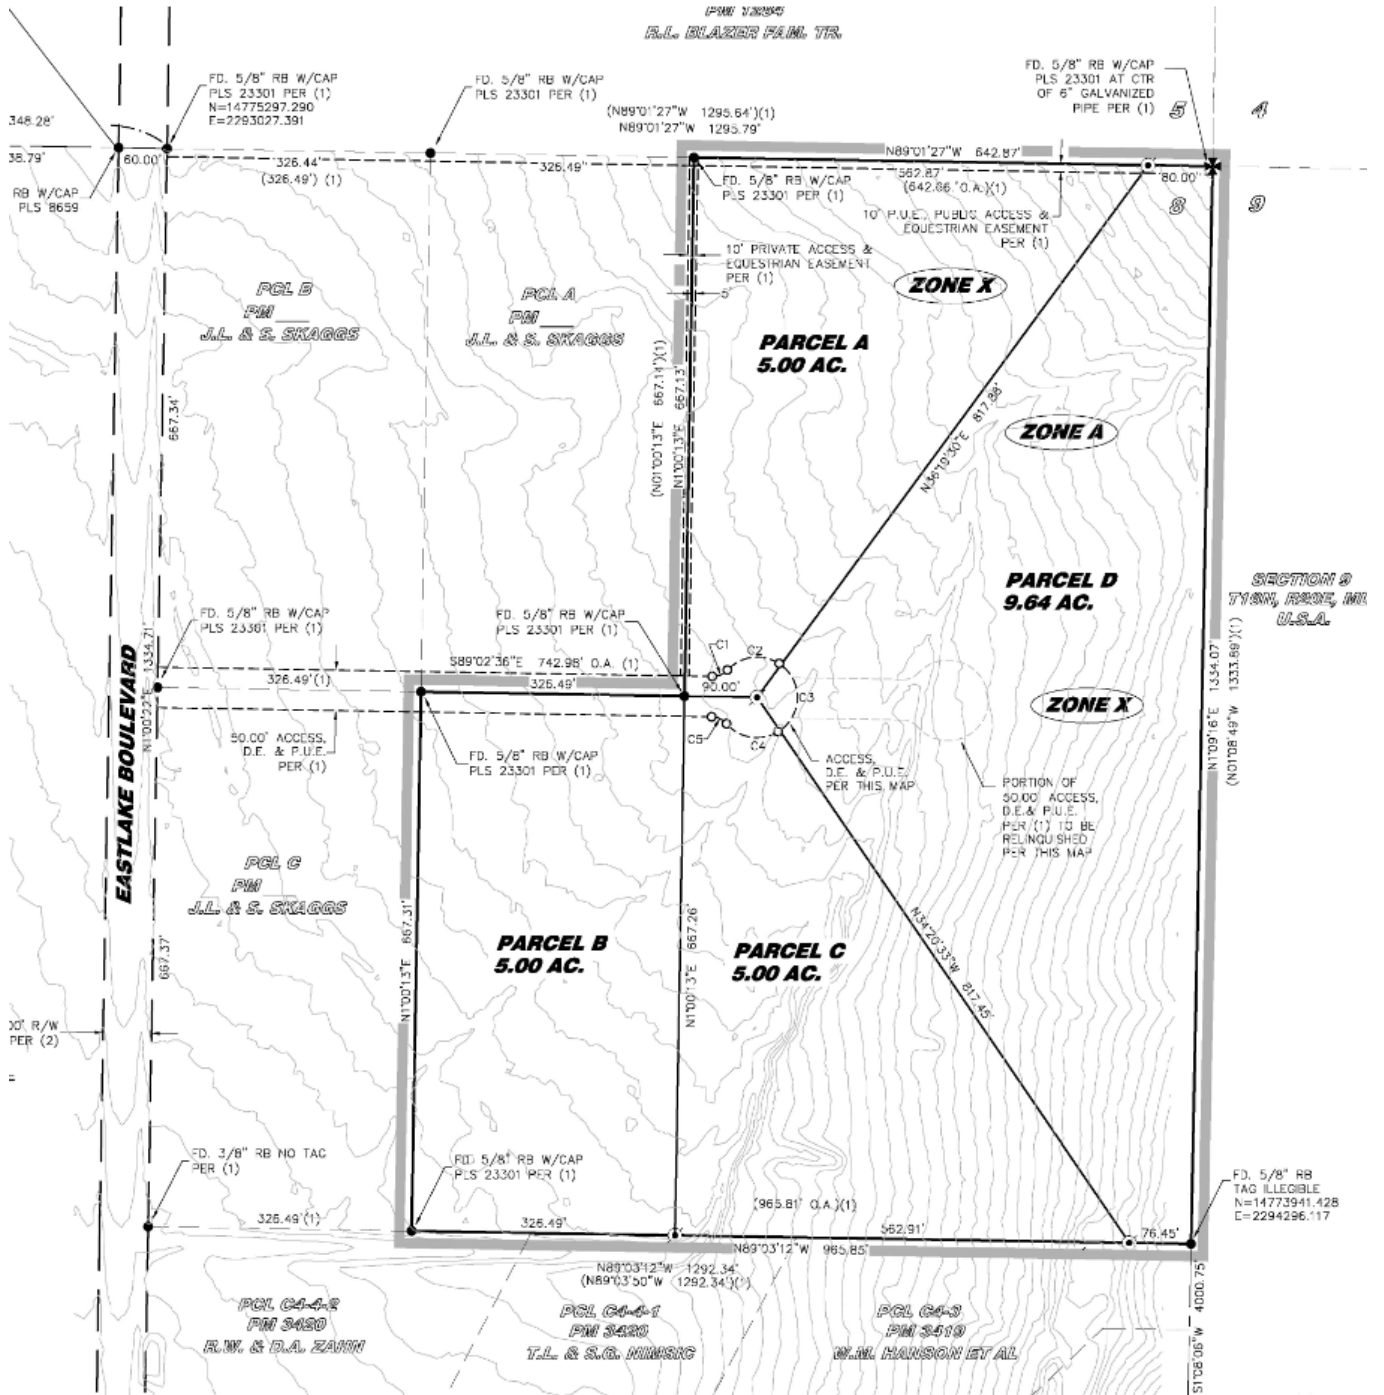 PM 1284
R.L. BLAZER FAM. TR.
FD. 5/8" RB W/CAP
PLS 23301 PER (1)
N=14775297.290
E=2293027.391
FD. 5/8" RB W/CAP
PLS 23301 PER (1)
(N89°01'27"W 1295.64')(1)
N89°01'27"W 1295.79'
FD. 5/8" RB W/CAP
PLS 23301 AT CTR
OF 6" GALVANIZED
PIPE PER (1)
5
4
348.28'
38.79'
60.00'
326.44'
(326.49') (1)
326.49'
N89°01'27"W 642.87'
562.87'
(642.66' O.A.)(1)
80.00'
8
9
RB W/CAP
PLS 8659
FD. 5/8" RB W/CAP
PLS 23301 PER (1)
10' P.U.E., PUBLIC ACCESS &
EQUESTRIAN EASEMENT
PER (1)
10' PRIVATE ACCESS &
EQUESTRIAN EASEMENT
PER (1)
5'
ZONE X
PCL B
PM ___
J.L. & S. SKAGGS
PCL A
PM ___
J.L. & S. SKAGGS
PARCEL A
5.00 AC.
667.34'
(N01°00'13"E 667.14')(1)
N1°00'13"E 667.13'
N36°19'30"E 817.88'
ZONE A
PARCEL D
9.64 AC.
SECTION 9
U.S.A.
FD. 5/8" RB W/CAP
PLS 23301 PER (1)
FD. 5/8" RB W/CAP
PLS 23301 PER (1)
EASTLAKE BOULEVARD
N1°00'22"E 1334.71'
S89°02'36"E 742.98' O.A. (1)
326.49'(1)
326.49'
90.00'
C1
C2
C3
C4
C5
N1°09'16"E 1334.07'
(N01°08'49"W 1333.89')(1)
ZONE X
50.00' ACCESS,
D.E. & P.U.E.
PER (1)
FD. 5/8" RB W/CAP
PLS 23301 PER (1)
ACCESS,
D.E. & P.U.E.
PER THIS MAP
PORTION OF
50.00' ACCESS,
D.E.& P.U.E.
PER (1) TO BE
RELINQUISHED
PER THIS MAP
PCL C
PM ___
J.L. & S. SKAGGS
667.37'
N1°00'13"E 667.31'
PARCEL B
5.00 AC.
N1°00'13"E 667.26'
PARCEL C
5.00 AC.
N34°20'33"W 817.45'
00' R/W
PER (2)
FD. 3/8" RB NO TAG
PER (1)
FD. 5/8" RB W/CAP
PLS 23301 PER (1)
FD. 5/8" RB
TAG ILLEGIBLE
N=14773941.428
E=2294296.117
326.49'(1)
326.49'
(965.81' O.A.)(1)
562.91'
76.45'
N89°03'12"W 965.85'
N89°03'12"W 1292.34'
(N89°03'50"W 1292.34')(1)
S1°08'06"W 4000.75'
PCL C4-4-2
PM 3420
R.W. & D.A. ZAHN
PCL C4-4-1
PM 3420
T.L. & S.G. NIMSIC
PCL C4-3
PM 3419
W.M. HANSON ET AL